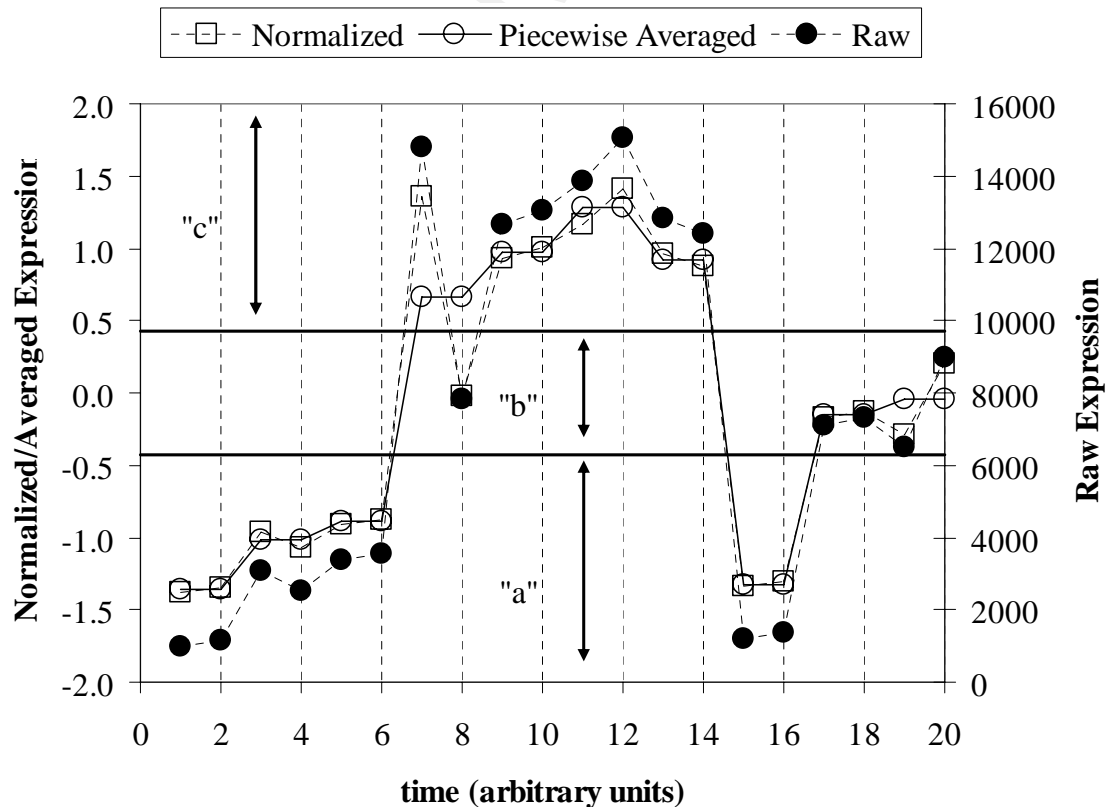 Normalized Piecewise Averaged Raw
Normalized/Averaged Expression
2.0
1.5
1.0
0.5
0.0
-0.5
-1.0
-1.5
-2.0
"c"
"b"
"a"
16000
14000
12000
10000
8000
6000
4000
2000
0
Raw Expression
0 2 4 6 8 10 12 14 16 18 20
time (arbitrary units)